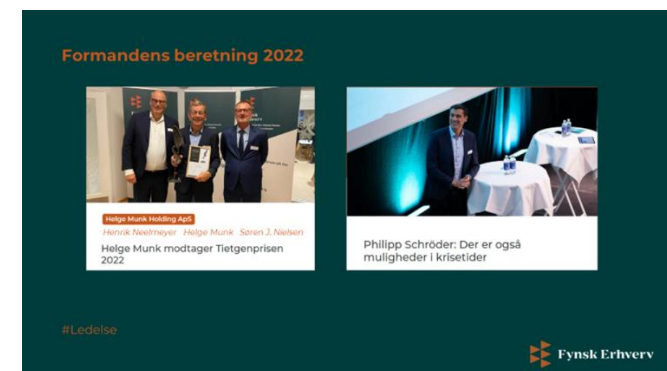 Formandens beretning 2022
Helge Munk Holding ApS
Henrik Neelmeyer Helge Munk Søren J. Nielsen
Helge Munk modtager Tietgenprisen
2022
Philipp Schröder: Der er også
muligheder i krisetider
#Ledelse
Fynsk Erhverv